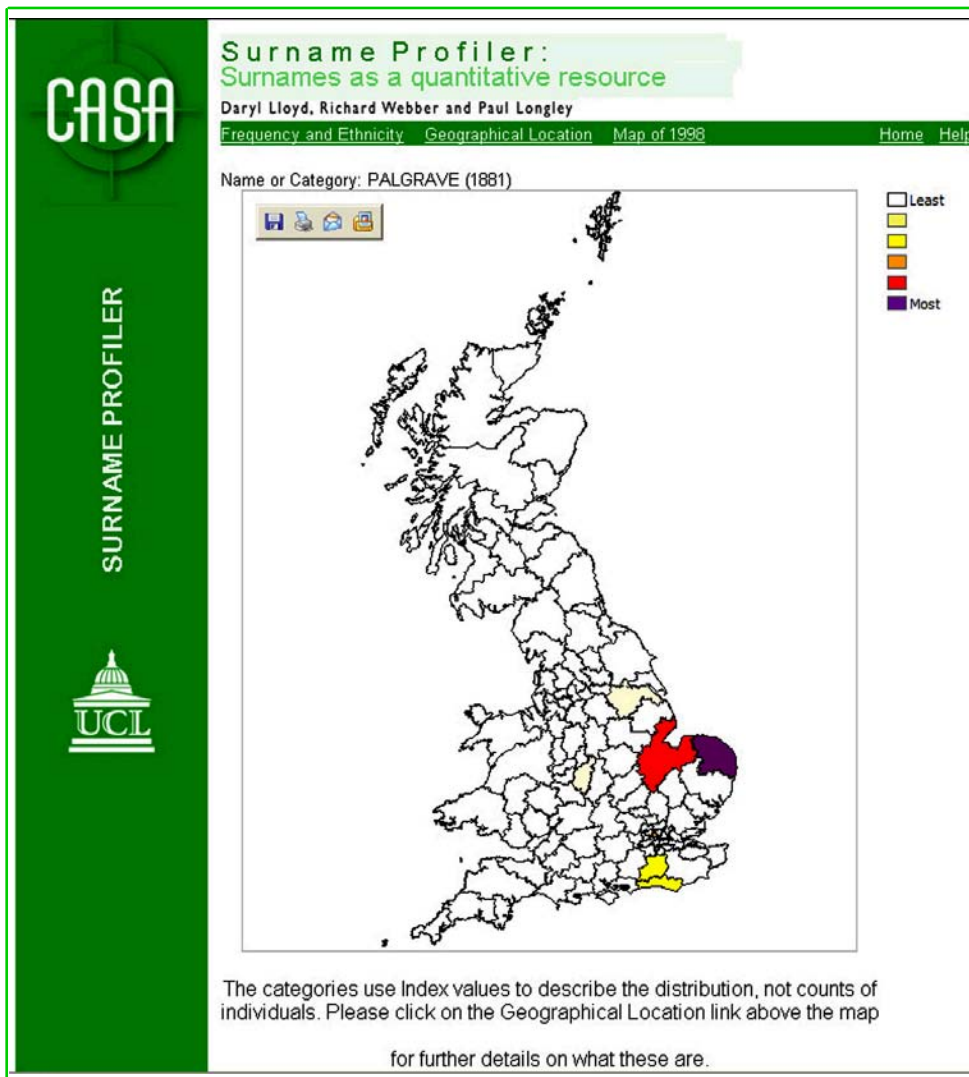 CASA
SURNAME PROFILER
UCL
Surname Profiler:
Surnames as a quantitative resource
Daryl Lloyd, Richard Webber and Paul Longley
Frequency and Ethnicity Geographical Location Map of 1998 Home Help
Name or Category: PALGRAVE (1881)
Least
Most
The categories use Index values to describe the distribution, not counts of
individuals. Please click on the Geographical Location link above the map
for further details on what these are.